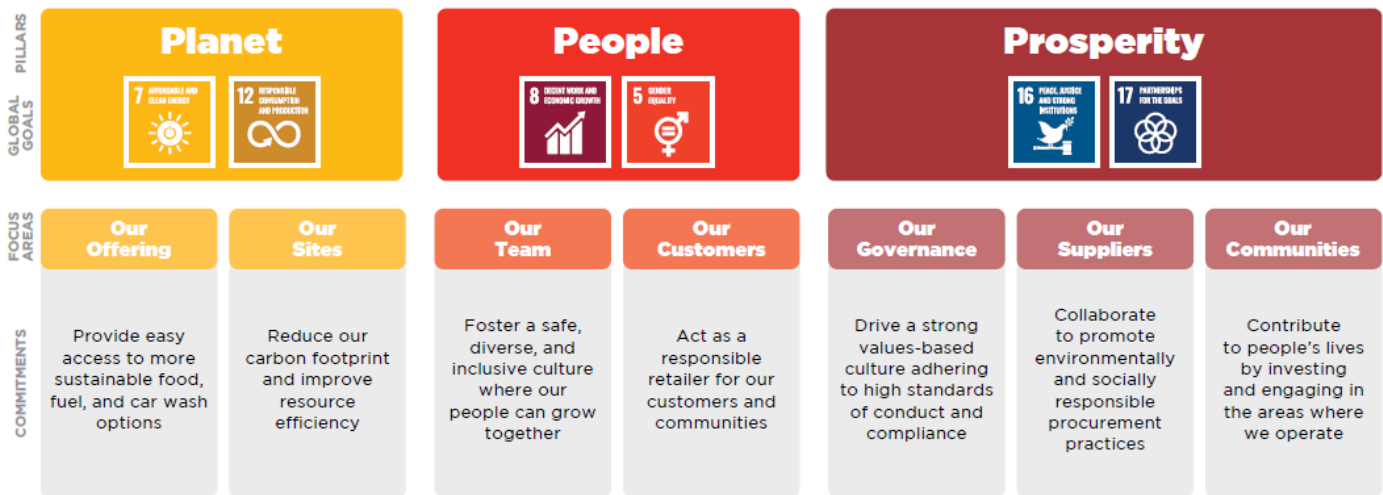 PILLARS
Planet
People
Prosperity
GLOBAL
GOALS
7 AFFORDABLE AND
CLEAN ENERGY
12 RESPONSIBLE
CONSUMPTION
AND PRODUCTION
8 DECENT WORK AND
ECONOMIC GROWTH
5 GENDER
EQUALITY
16 PEACE, JUSTICE
AND STRONG
INSTITUTIONS
17 PARTNERSHIPS
FOR THE GOALS
FOCUS
AREAS
Our
Offering
Our
Sites
Our
Team
Our
Customers
Our
Governance
Our
Suppliers
Our
Communities
COMMITMENTS
Provide easy
access to more
sustainable food,
fuel, and car wash
options
Reduce our
carbon footprint
and improve
resource
efficiency
Foster a safe,
diverse, and
inclusive culture
where our
people can grow
together
Act as a
responsible
retailer for our
customers and
communities
Drive a strong
values-based
culture adhering
to high standards
of conduct and
compliance
Collaborate
to promote
environmentally
and socially
responsible
procurement
practices
Contribute
to people's lives
by investing
and engaging in
the areas where
we operate